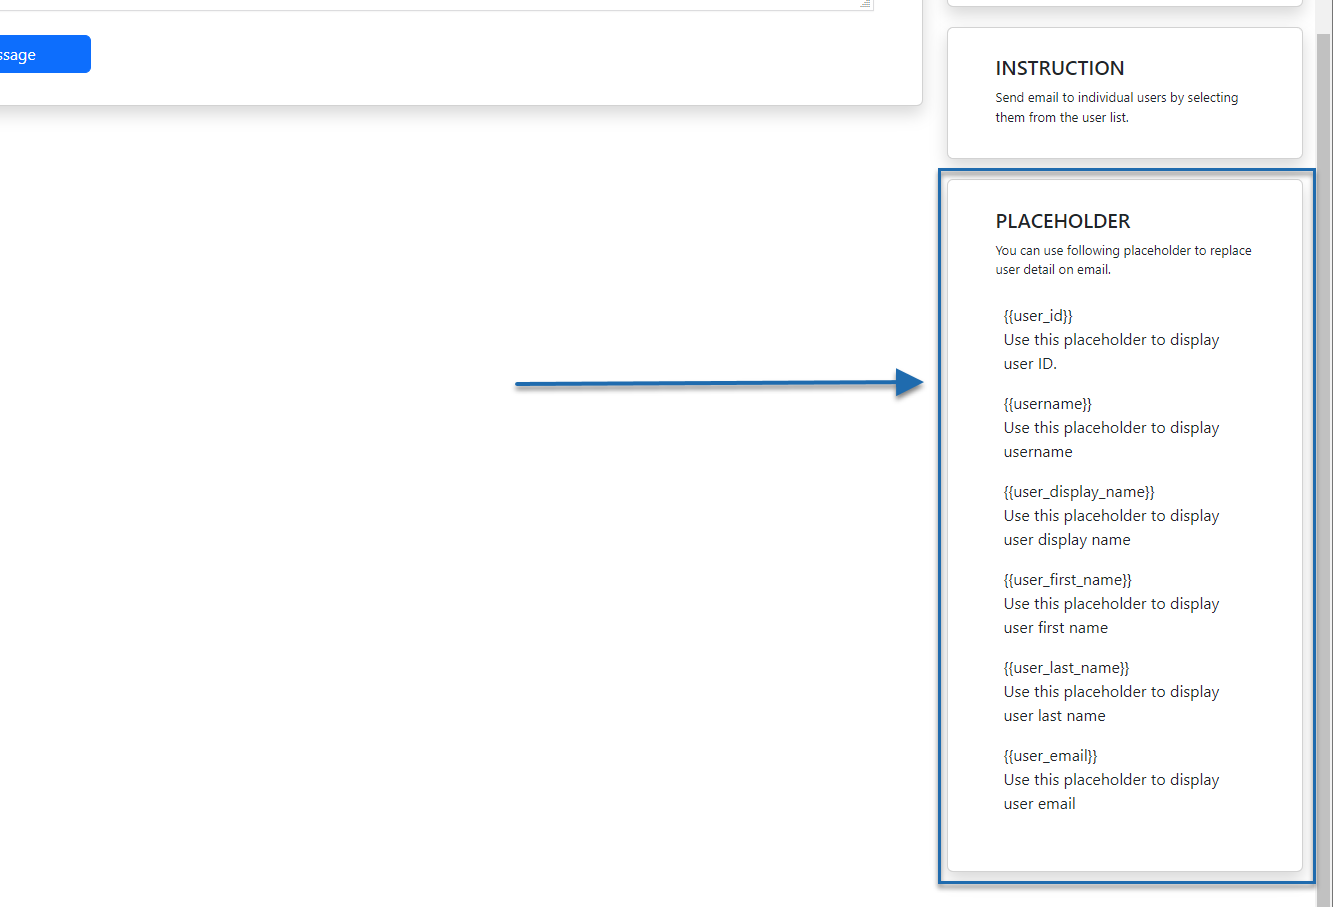 ssage
INSTRUCTION
Send email to individual users by selecting
them from the user list.
PLACEHOLDER
You can use following placeholder to replace
user detail on email.
{{user_id}}
Use this placeholder to display
user ID.
{{username}}
Use this placeholder to display
username
{{user_display_name}}
Use this placeholder to display
user display name
{{user_first_name}}
Use this placeholder to display
user first name
{{user_last_name}}
Use this placeholder to display
user last name
{{user_email}}
Use this placeholder to display
user email